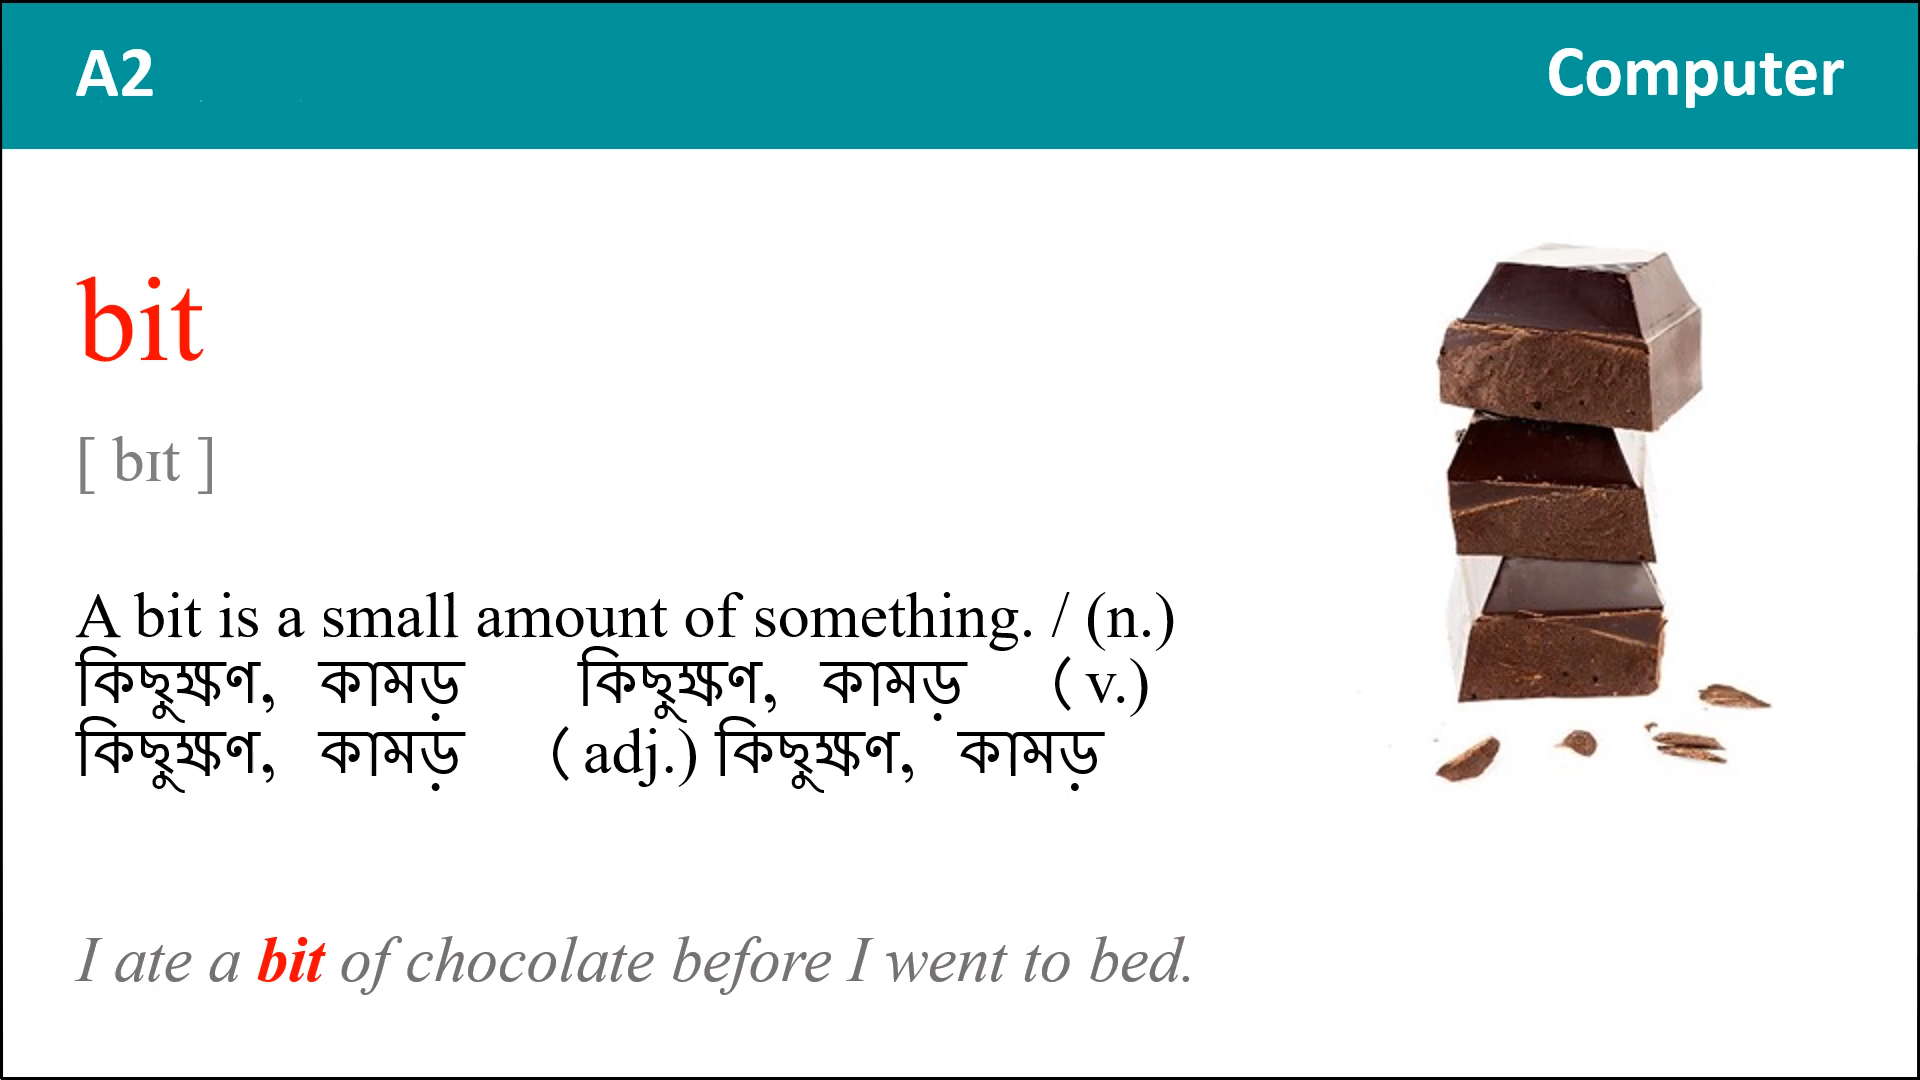 A2 Computer
bit
[ bɪt ]
A bit is a small amount of something. / (n.)
কিছুক্ষণ, কামড় কিছুক্ষণ, কামড় (v.)
কিছুক্ষণ, কামড় (adj.) কিছুক্ষণ, কামড়
I ate a bit of chocolate before I went to bed.